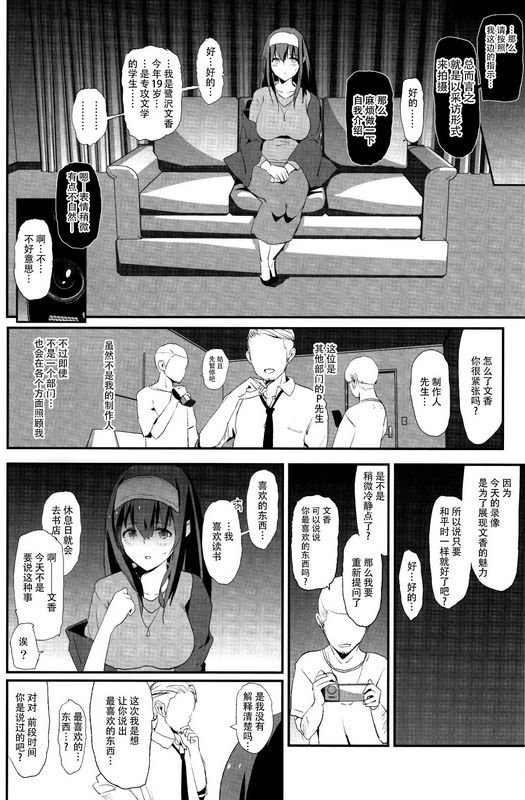 …那么
请按照
我这边的指示…
总而言之
就是以采访形式
来拍摄
好…的…
那么
麻烦做一下
自我介绍
好…的…
…我是鹭沢文香
今年19岁…
…是专攻文学
的学生…
………
………
嗯—表情稍微
有点不自然—
啊…不…
不好意思…
怎么了文香
你很紧张吗?
制作人
先生…
这位是
其他部门的P先生
姑且
先暂停吧
虽然不是我的制作人
不过即使
不是一个部门…
也会在各个方面照顾我
因为
今天的录像
是为了展现文香的魅力
所以说只要
和平时一样就好了吧?
好…好的…
是不是
稍微冷静点了?
那么我要
重新提问了
文香
可以说说
你最喜欢的东西吗?
喜欢的东西…
…我
喜欢读书
休息日就会
去书店
啊——文香
今天不是
要说这种事
诶?
是我没有
解释清楚吗…
这次我是想
让你说出
最喜欢的东西…
最喜欢的
东西…?
对对 前段时间
你是说过的吧?